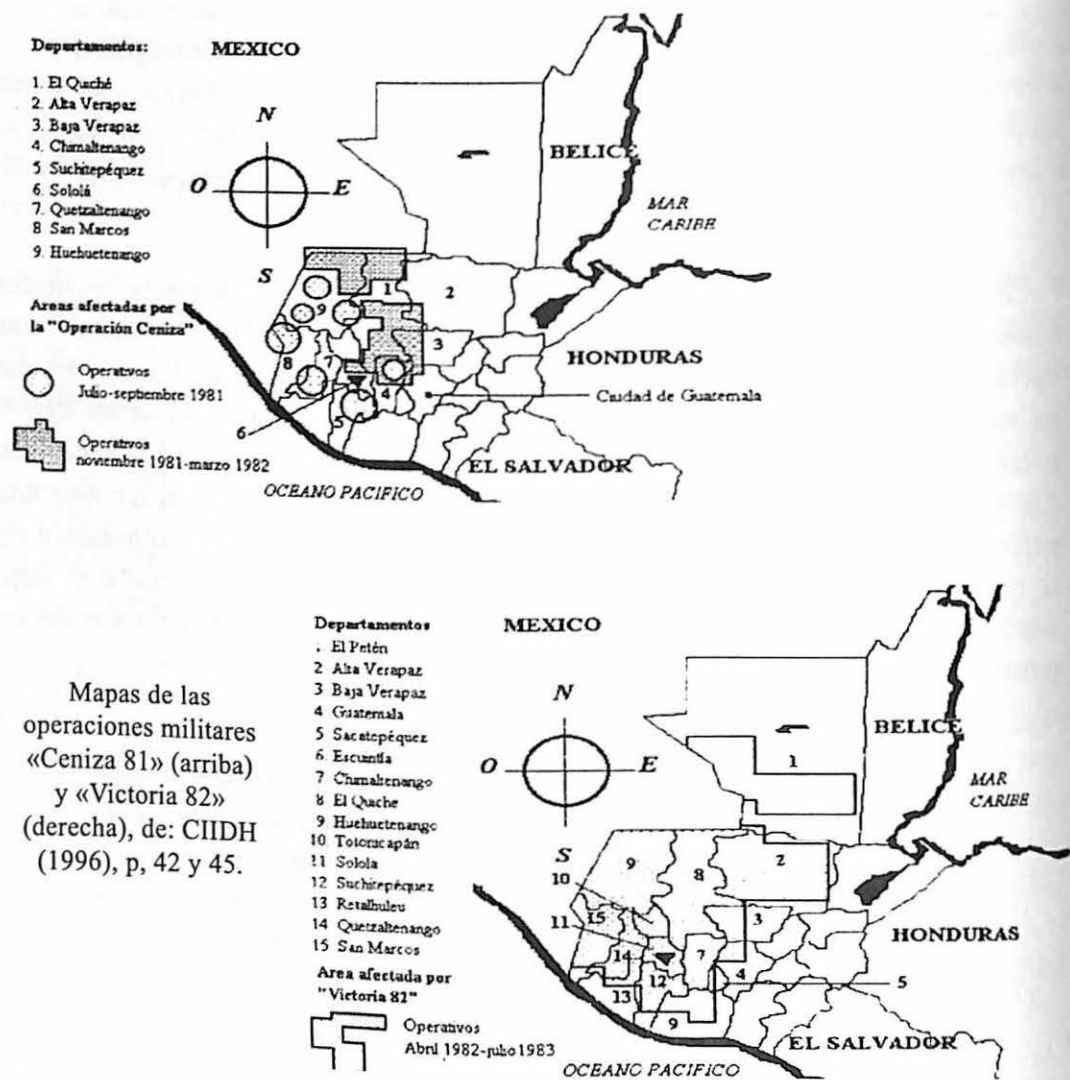 Departamentos:
1. El Quiché
2. Alta Verapaz
3. Baja Verapaz
4. Chimaltenango
5 Suchitepéquez
6. Sololá
7. Quetzaltenango
8 San Marcos
9. Huehuetenango
Areas afectadas por
la "Operación Ceniza"
Operativos
Julio-septiembre 1981
Operativos
noviembre 1981-marzo 1982
MEXICO
N
O
E
S
BELICE
MAR
CARIBE
1
2
9
3
8
7
4
5
6
HONDURAS
Ciudad de Guatemala
EL SALVADOR
OCEANO PACIFICO
Mapas de las
operaciones militares
«Ceniza 81» (arriba)
y «Victoria 82»
(derecha), de: CIIDH
(1996), p, 42 y 45.
Departamentos
1 El Petén
2 Alta Verapaz
3 Baja Verapaz
4 Guatemala
5 Sacatepéquez
6. Escuintla
7 Chimaltenango
8 El Quiche
9. Huehuetenango
10 Totonicapán
11 Solola
12 Suchitepéquez
13 Retalhuleu
14 Quetzaltenango
15 San Marcos
Area afectada por
"Victoria 82"
Operativos
Abril 1982-julio 1983
MEXICO
N
O
E
S
BELICE
MAR
CARIBE
1
2
9
8
10
11
15
3
14
7
12
4
13
5
9
HONDURAS
EL SALVADOR
OCEANO PACIFICO